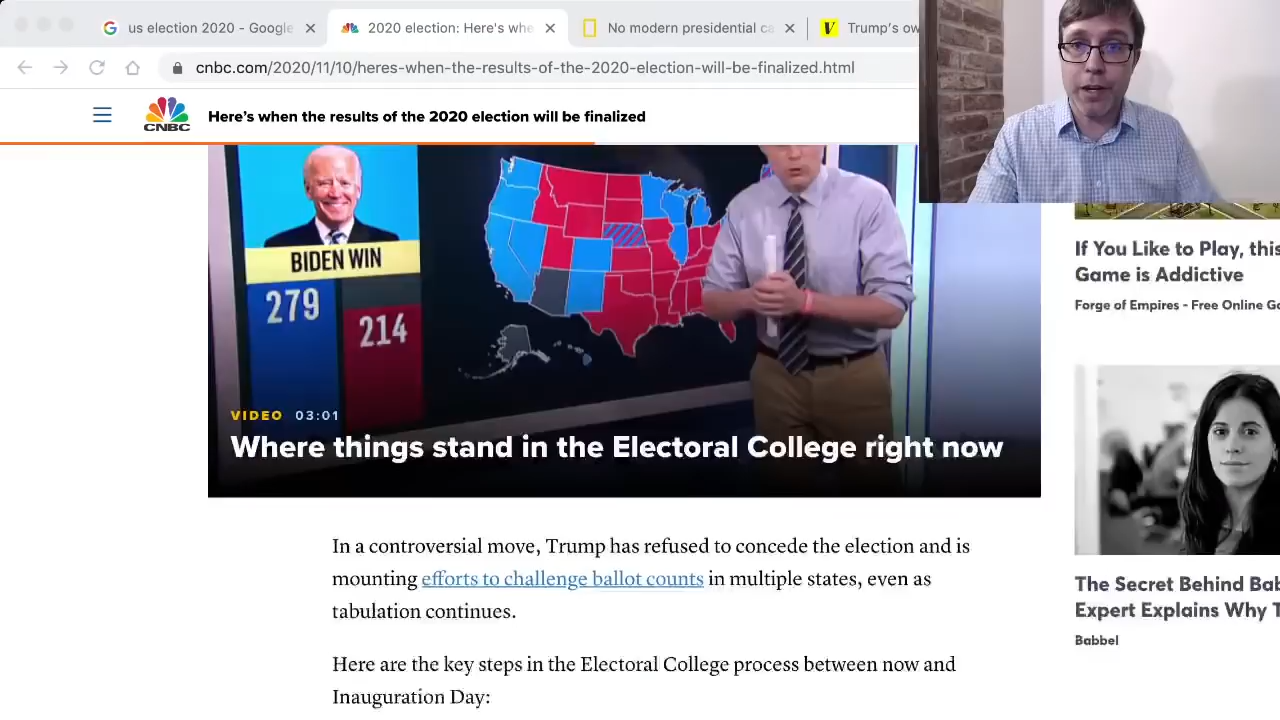 us election 2020 - Google
2020 election: Here's whe
No modern presidential ca
Trump's ow
cnbc.com/2020/11/10/heres-when-the-results-of-the-2020-election-will-be-finalized.html
CNBC
Here's when the results of the 2020 election will be finalized
BIDEN WIN
279
214
VIDEO 03:01
Where things stand in the Electoral College right now
In a controversial move, Trump has refused to concede the election and is
mounting efforts to challenge ballot counts in multiple states, even as
tabulation continues.
Here are the key steps in the Electoral College process between now and
Inauguration Day:
If You Like to Play, this
Game is Addictive
Forge of Empires - Free Online Ga
The Secret Behind Bab
Expert Explains Why T
Babbel